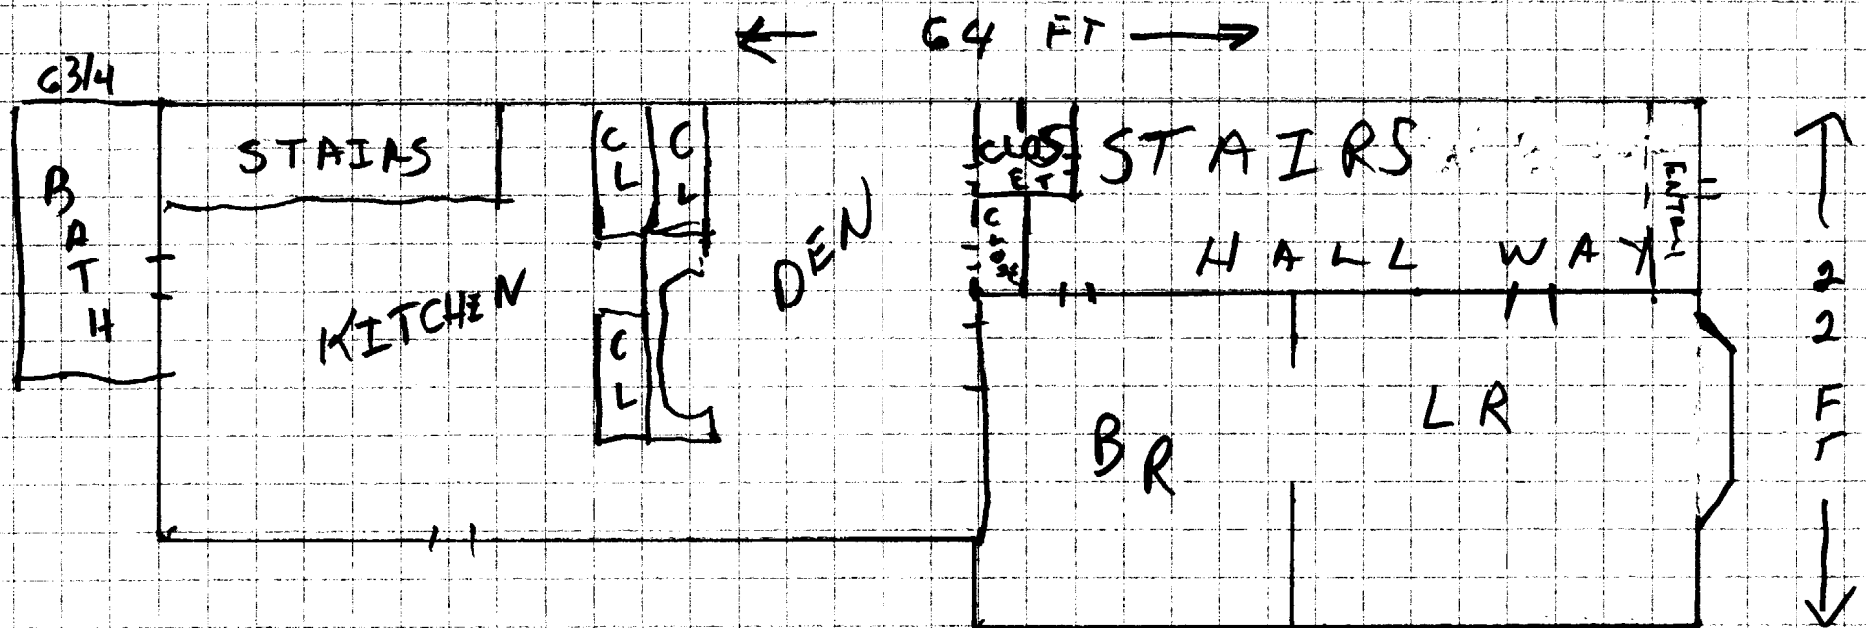 ← 64 FT →
63/4
BATH
STAIRS
KITCHEN
CL
CL
CL
DEN
CLOSET
STAIRS
HALL WAY
BR
LR
22 FT